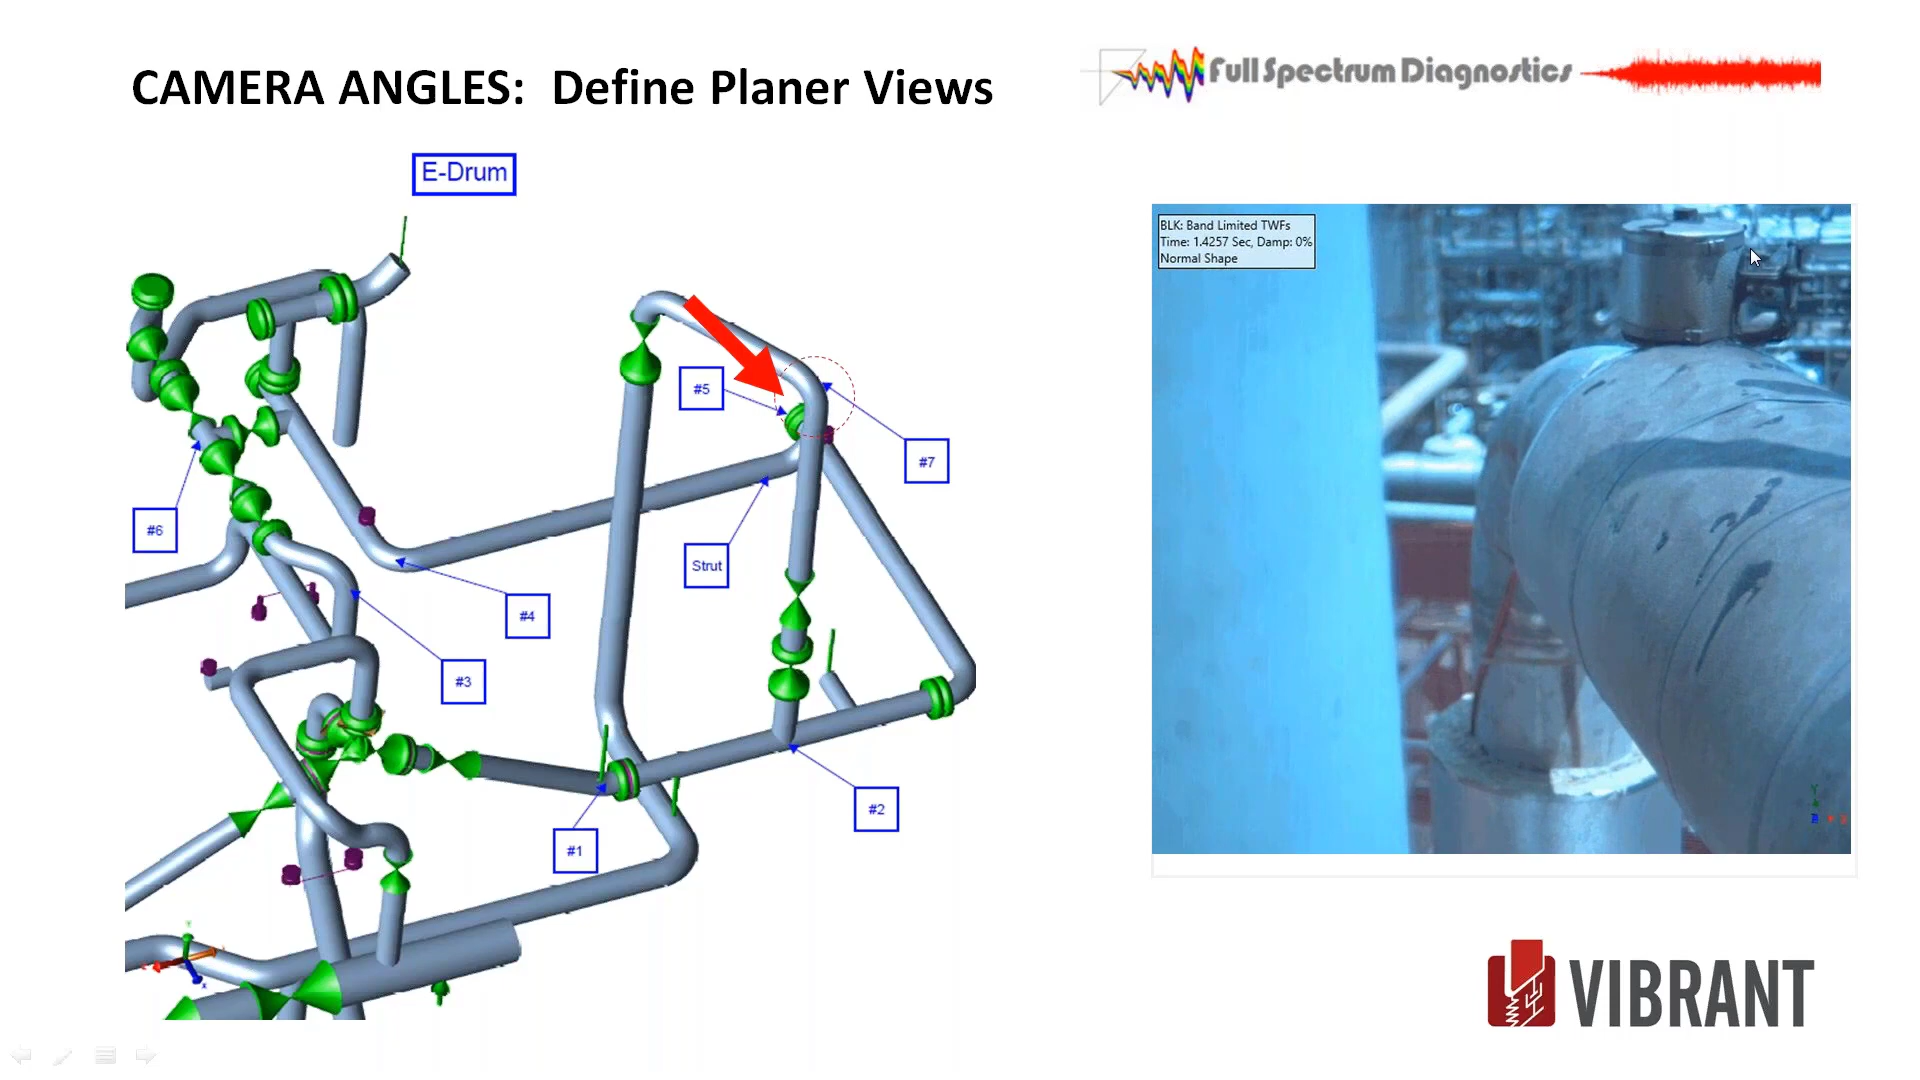 CAMERA ANGLES: Define Planer Views
Full Spectrum Diagnostics
E-Drum
BLK: Band Limited TWFs
Time: 1.4257 Sec, Damp: 0%
Normal Shape
#5
#7
#6
Strut
#4
#3
#2
#1
VIBRANT